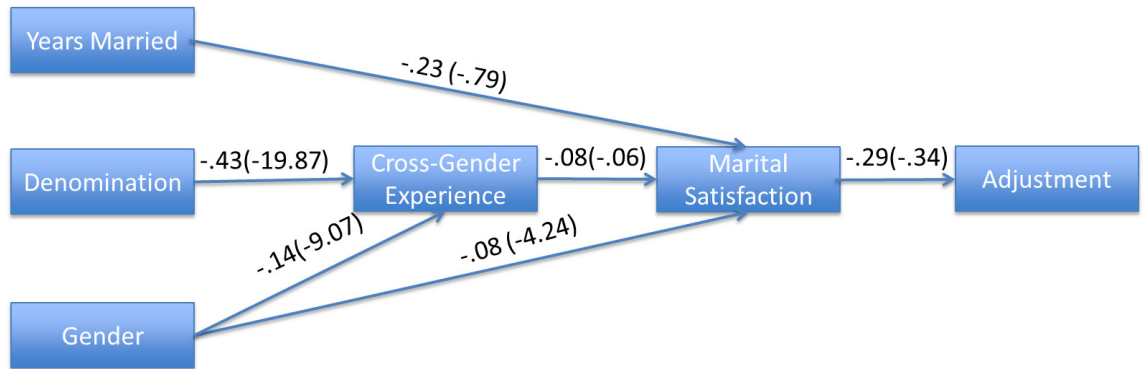 Years Married
-.23 (-.79)
Denomination
-.43(-19.87)
Cross-Gender
Experience
-.08(-.06)
Marital
Satisfaction
-.29(-.34)
Adjustment
-.14(-9.07)
-.08 (-4.24)
Gender